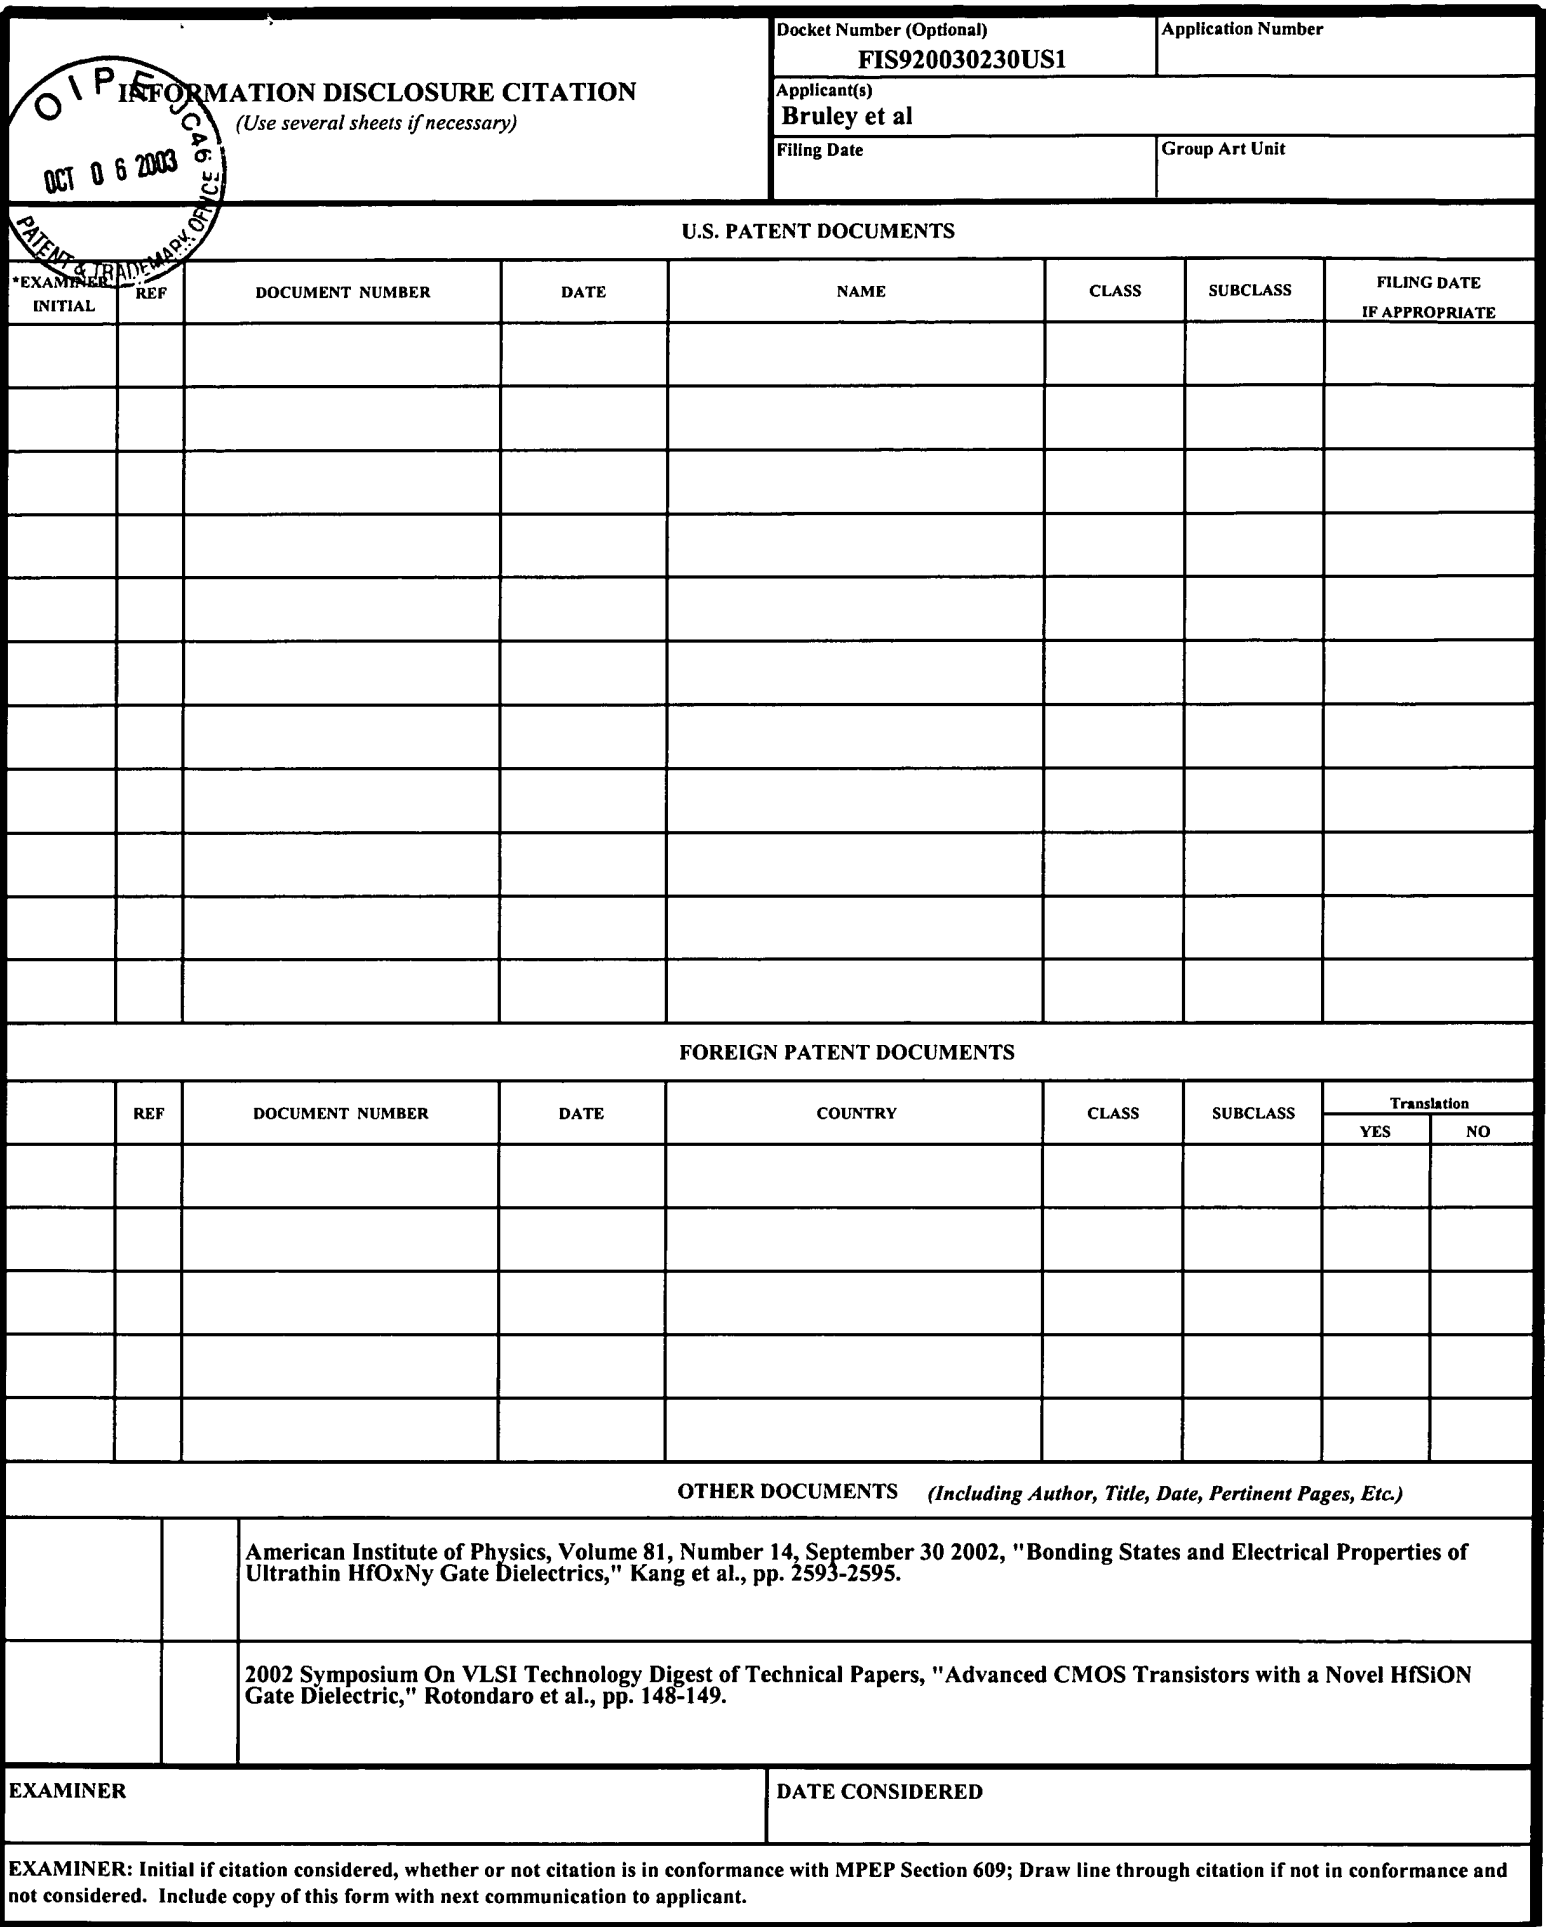 Docket Number (Optional)
FIS920030230US1
Application Number
INFORMATION DISCLOSURE CITATION
(Use several sheets if necessary)
Applicant(s)
Bruley et al
Filing Date
Group Art Unit
OIPE JC46
OCT 06 2003
PATENT & TRADEMARK OFFICE
U.S. PATENT DOCUMENTS
*EXAMINER INITIAL
REF
DOCUMENT NUMBER
DATE
NAME
CLASS
SUBCLASS
FILING DATE
IF APPROPRIATE
FOREIGN PATENT DOCUMENTS
REF
DOCUMENT NUMBER
DATE
COUNTRY
CLASS
SUBCLASS
Translation
YES
NO
OTHER DOCUMENTS (Including Author, Title, Date, Pertinent Pages, Etc.)
American Institute of Physics, Volume 81, Number 14, September 30 2002, "Bonding States and Electrical Properties of
Ultrathin HfOxNy Gate Dielectrics," Kang et al., pp. 2593-2595.
2002 Symposium On VLSI Technology Digest of Technical Papers, "Advanced CMOS Transistors with a Novel HfSiON
Gate Dielectric," Rotondaro et al., pp. 148-149.
EXAMINER
DATE CONSIDERED
EXAMINER: Initial if citation considered, whether or not citation is in conformance with MPEP Section 609; Draw line through citation if not in conformance and
not considered. Include copy of this form with next communication to applicant.